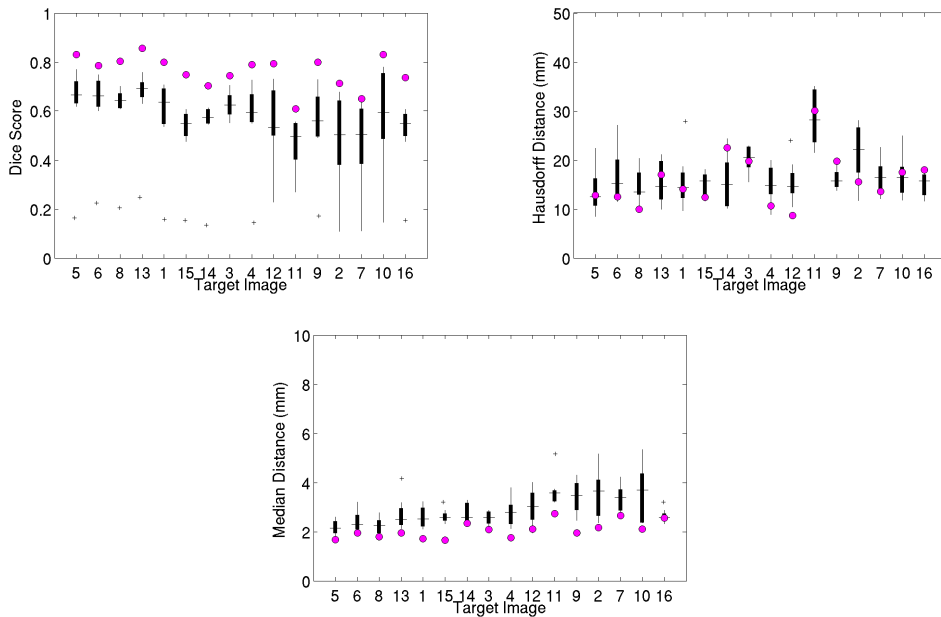 1
0.8
0.6
0.4
0.2
0
Dice Score
5 6 8 13 1 15 14 3 4 12 11 9 2 7 10 16
Target Image
50
40
30
20
10
0
Hausdorff Distance (mm)
5 6 8 13 1 15 14 3 4 12 11 9 2 7 10 16
Target Image
10
8
6
4
2
0
Median Distance (mm)
5 6 8 13 1 15 14 3 4 12 11 9 2 7 10 16
Target Image